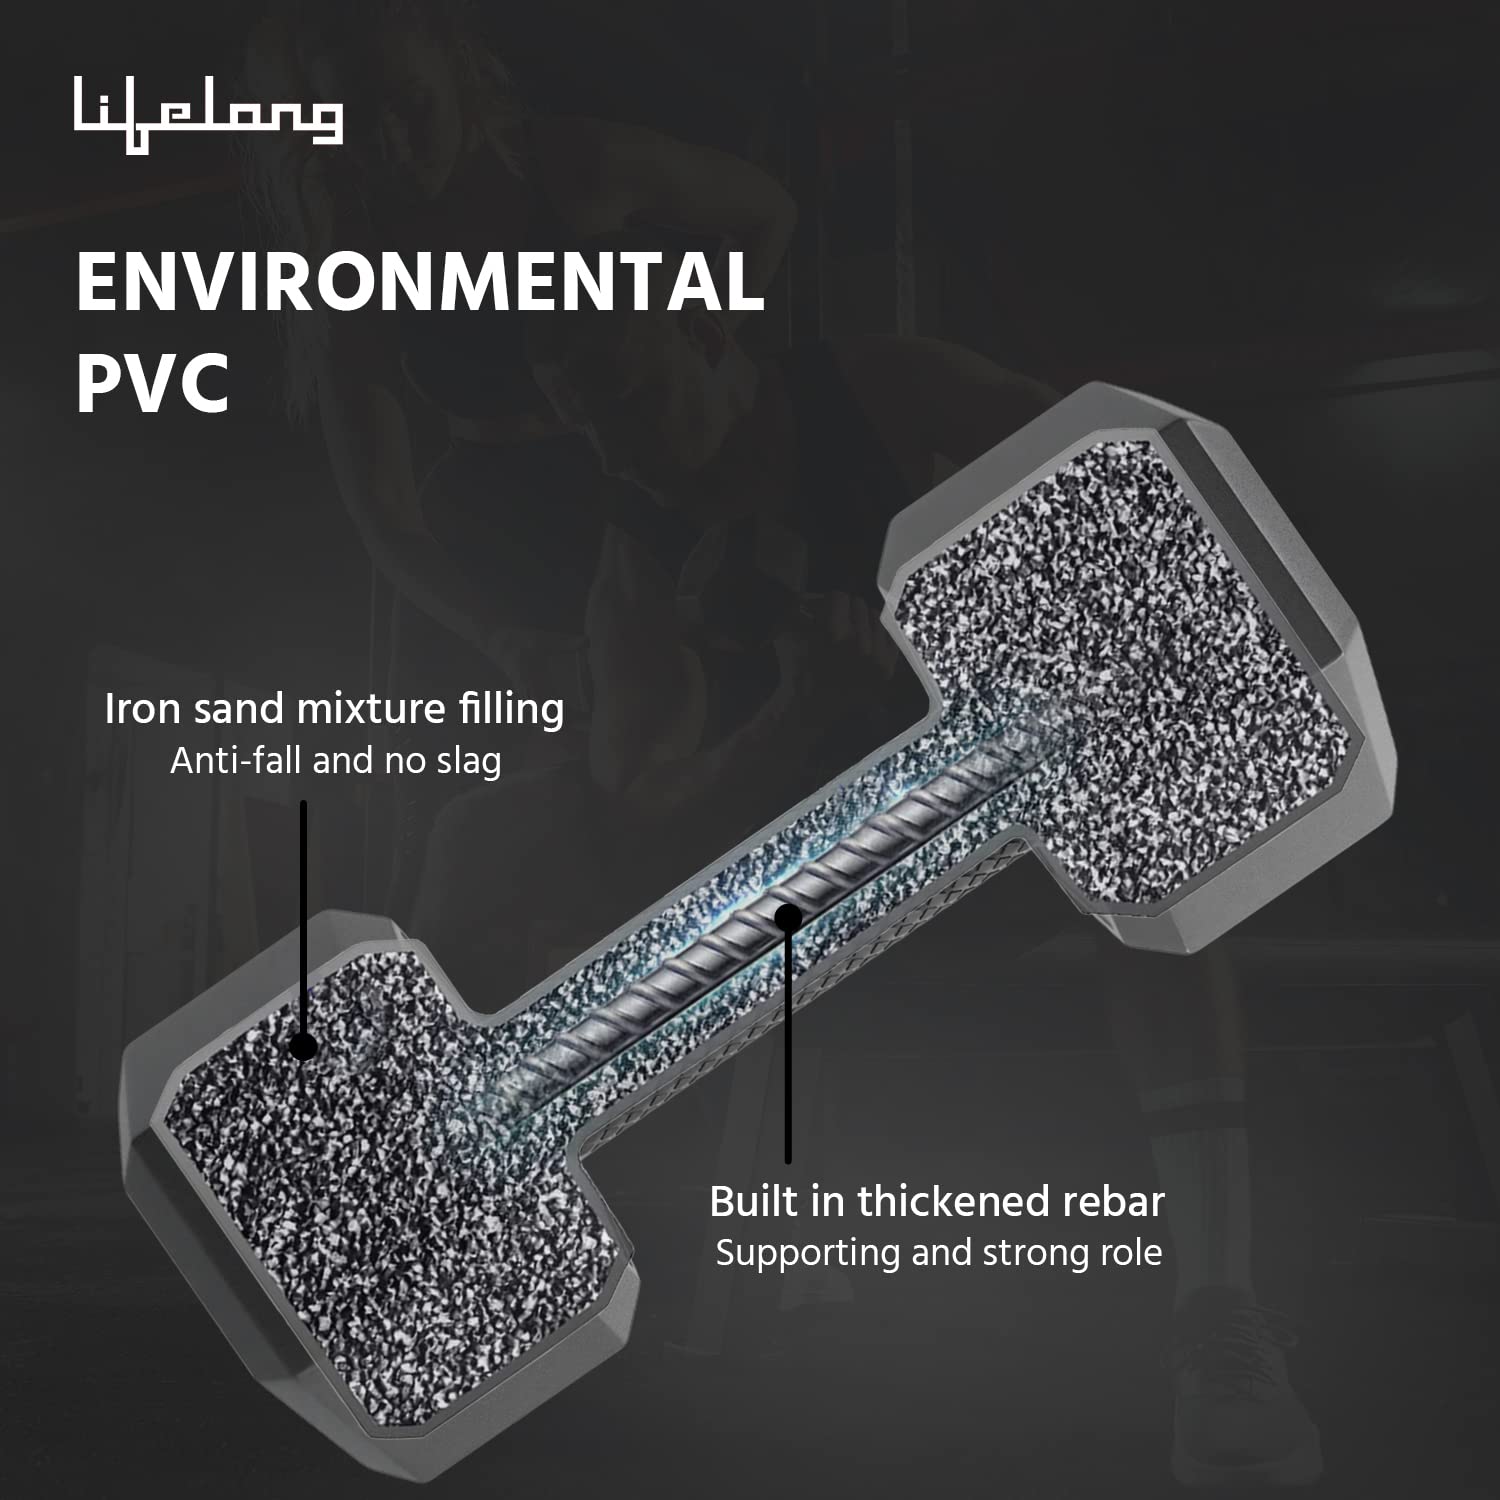 Lifelong
ENVIRONMENTAL
PVC
Iron sand mixture filling
Anti-fall and no slag
Built in thickened rebar
Supporting and strong role